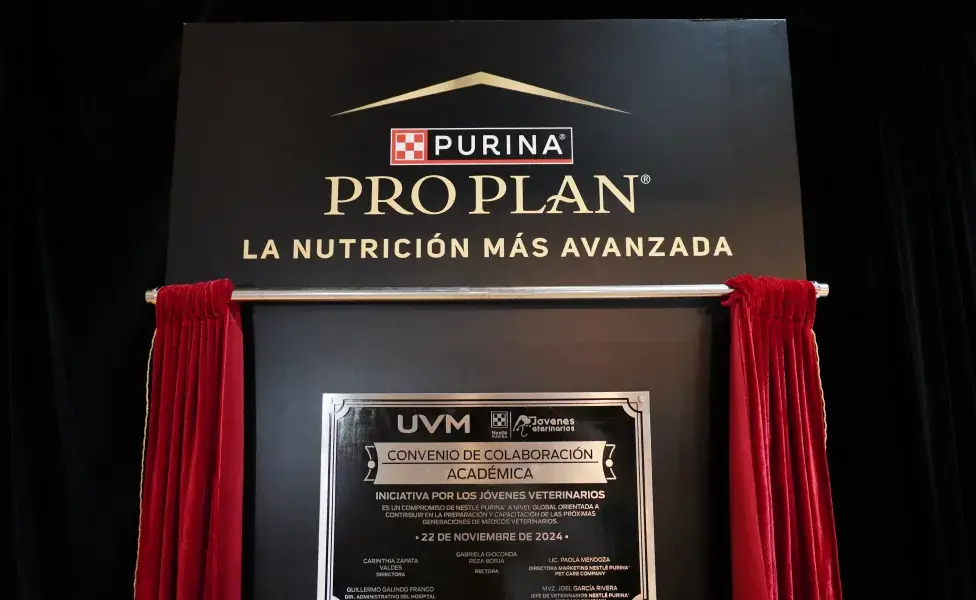 PURINA®
PRO PLAN®
LA NUTRICIÓN MÁS AVANZADA
UVM
Nestlé PURINA
Jóvenes Veterinarios
CONVENIO DE COLABORACIÓN
ACADÉMICA
INICIATIVA POR LOS JÓVENES VETERINARIOS
ES UN COMPROMISO DE NESTLÉ PURINA® A NIVEL GLOBAL ORIENTADA A
CONTRIBUIR EN LA PREPARACIÓN Y CAPACITACIÓN DE LAS PRÓXIMAS
GENERACIONES DE MÉDICOS VETERINARIOS.
• 22 DE NOVIEMBRE DE 2024 •
CARINTHIA ZAPATA
VALDES
DIRECTORA
GABRIELA GIOCONDA
REZA BORJA
RECTORA
LIC. PAOLA MENDOZA
DIRECTORA MARKETING NESTLÉ PURINA®
PET CARE COMPANY
GUILLERMO GALINDO FRANCO
DIR. ADMINISTRATIVO DEL HOSPITAL
MVZ. JOEL GARCÍA RIVERA
JEFE DE VETERINARIOS NESTLÉ PURINA®